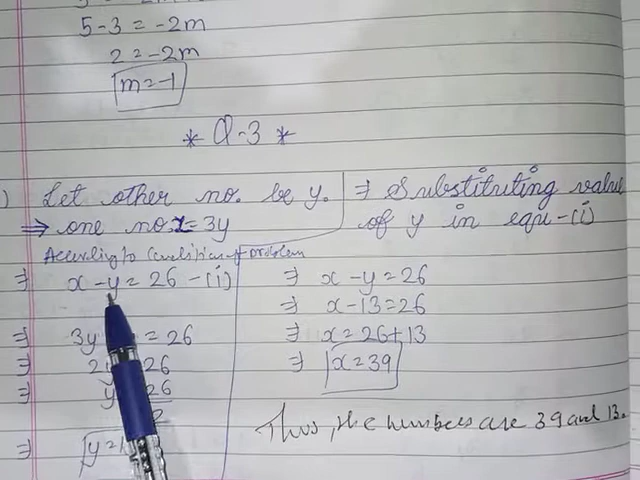 5-3 = -2m
2 = -2m
m = -1
* Q-3 *
) Let other no. be y.
⇒ one no. x = 3y
According to condition of problem
⇒ x - y = 26 -(i)
⇒ 3y = 26
⇒ 26
⇒ y 26
⇒ y = 1
⇒ Substituting value
of y in equ-(i)
⇒ x - y = 26
⇒ x - 13 = 26
⇒ x = 26 + 13
⇒ x = 39
Thus, the numbers are 39 and 13.